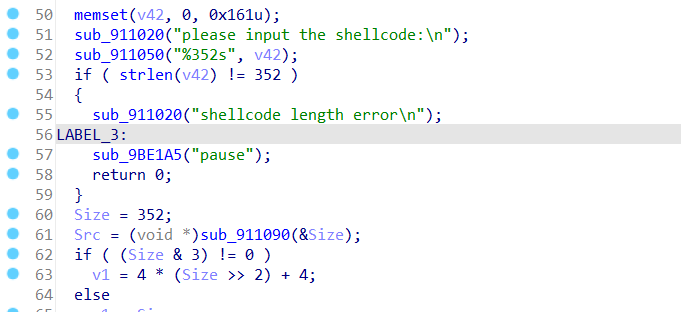 50 memset(v42, 0, 0x161u);
51 sub_911020("please input the shellcode:\n");
52 sub_911050("%352s", v42);
53 if ( strlen(v42) != 352 )
54 {
55 sub_911020("shellcode length error\n");
56 LABEL_3:
57 sub_9BE1A5("pause");
58 return 0;
59 }
60 Size = 352;
61 Src = (void *)sub_911090(&Size);
62 if ( (Size & 3) != 0 )
63 v1 = 4 * (Size >> 2) + 4;
64 else